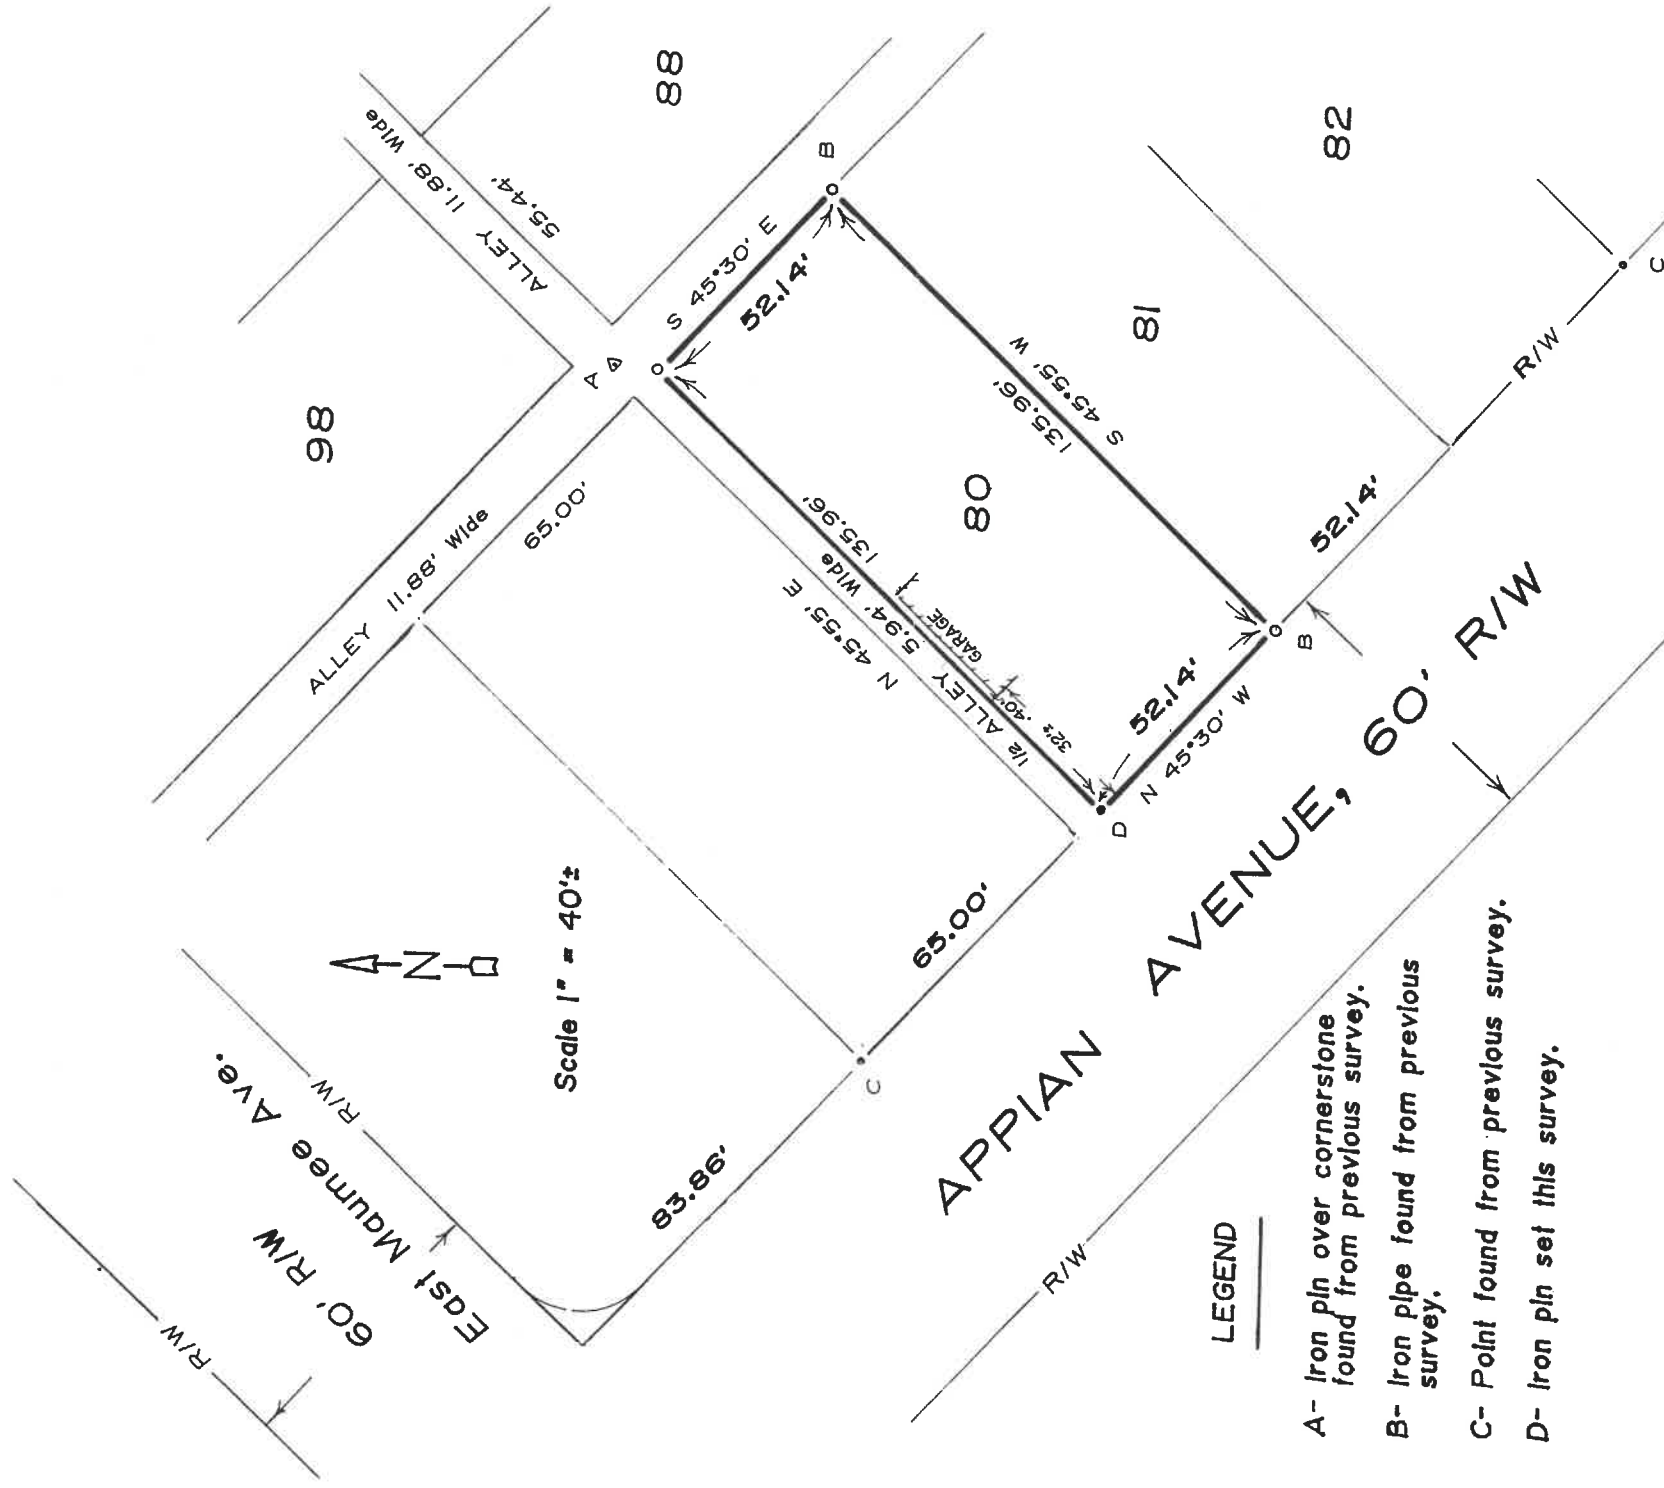 ALLEY 11.88' Wide
55.44'
88
98
A
B
S 45°30' E
52.14'
ALLEY 11.88' Wide
65.00'
135.96'
1/2 ALLEY 5.94' Wide
N 45°55' E
GARAGE
.40'
32'±
80
135.96'
S 45°55' W
81
82
52.14'
N 45°30' W
D
B
52.14'
R/W
C
65.00'
C
83.86'
R/W
East Maumee Ave.
60' R/W
R/W
N
Scale 1" = 40'±
APPIAN AVENUE, 60' R/W
R/W
LEGEND
A- Iron pin over cornerstone
found from previous survey.
B- Iron pipe found from previous
survey.
C- Point found from previous survey.
D- Iron pin set this survey.